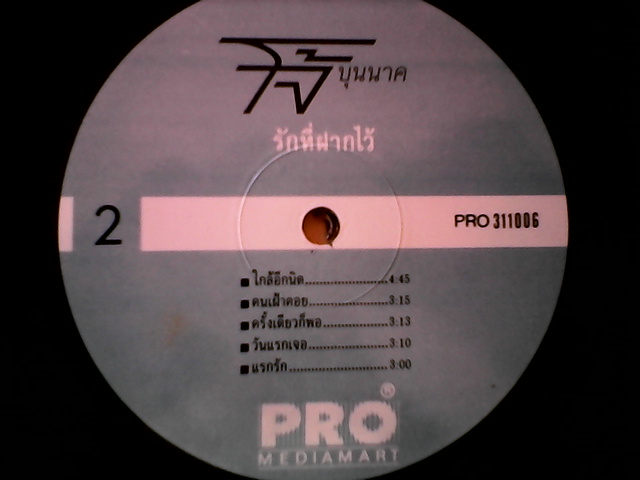 โจ้ บุนนาค
รักที่ฝากไว้
2
PRO 311006
ใกล้อีกนิด 4:45
คนเฝ้าคอย 3:15
ครั้งเดียวก็พอ 3:13
วันแรกเจอ 3:10
แรกรัก 3:00
PRO
MEDIAMART